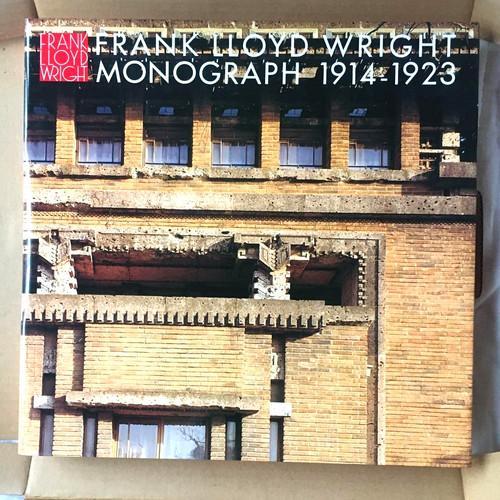 FRANK
LLOYD
WRIGHT
FRANK LLOYD WRIGHT
MONOGRAPH 1914-1923